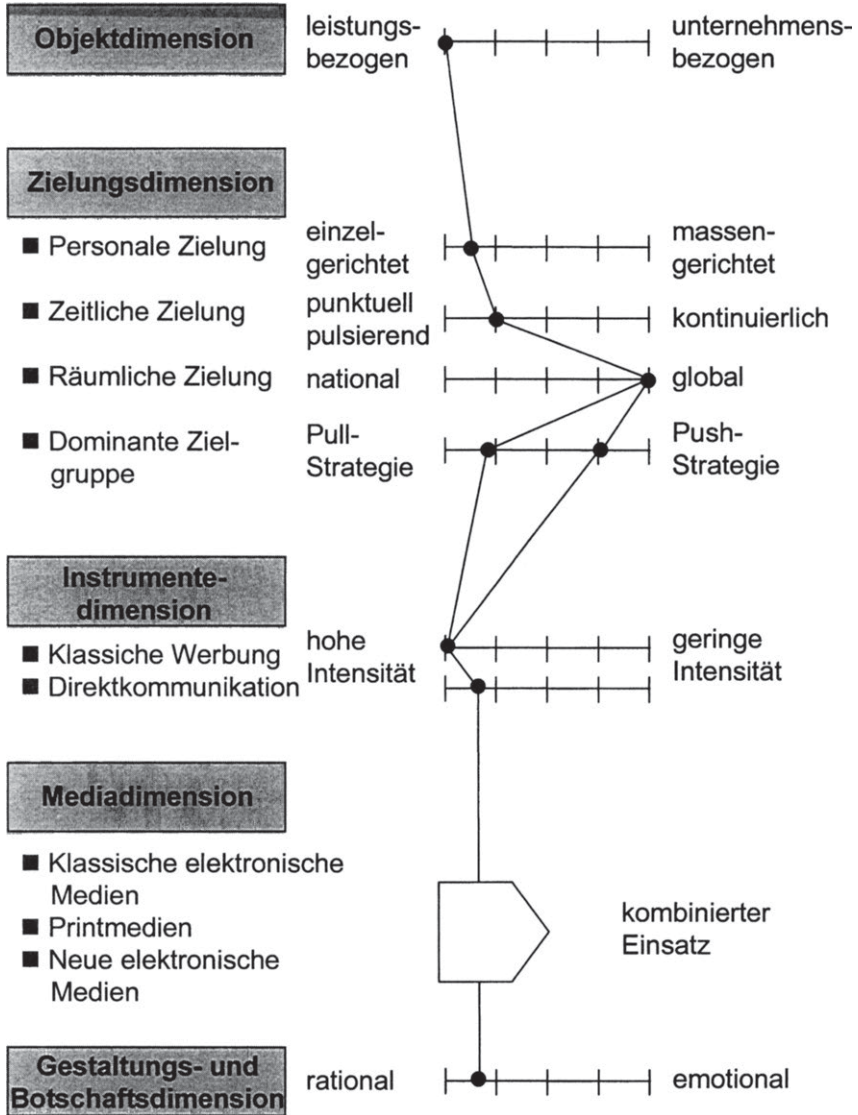 Objektdimension
leistungs-
bezogen
unternehmens-
bezogen
Zielungsdimension
■ Personale Zielung
einzel-
gerichtet
massen-
gerichtet
■ Zeitliche Zielung
punktuell
pulsierend
kontinuierlich
■ Räumliche Zielung
national
global
■ Dominante Ziel-
gruppe
Pull-
Strategie
Push-
Strategie
Instrumente-
dimension
■ Klassiche Werbung
■ Direktkommunikation
hohe
Intensität
geringe
Intensität
Mediadimension
■ Klassische elektronische
Medien
■ Printmedien
■ Neue elektronische
Medien
kombinierter
Einsatz
Gestaltungs- und
Botschaftsdimension
rational
emotional